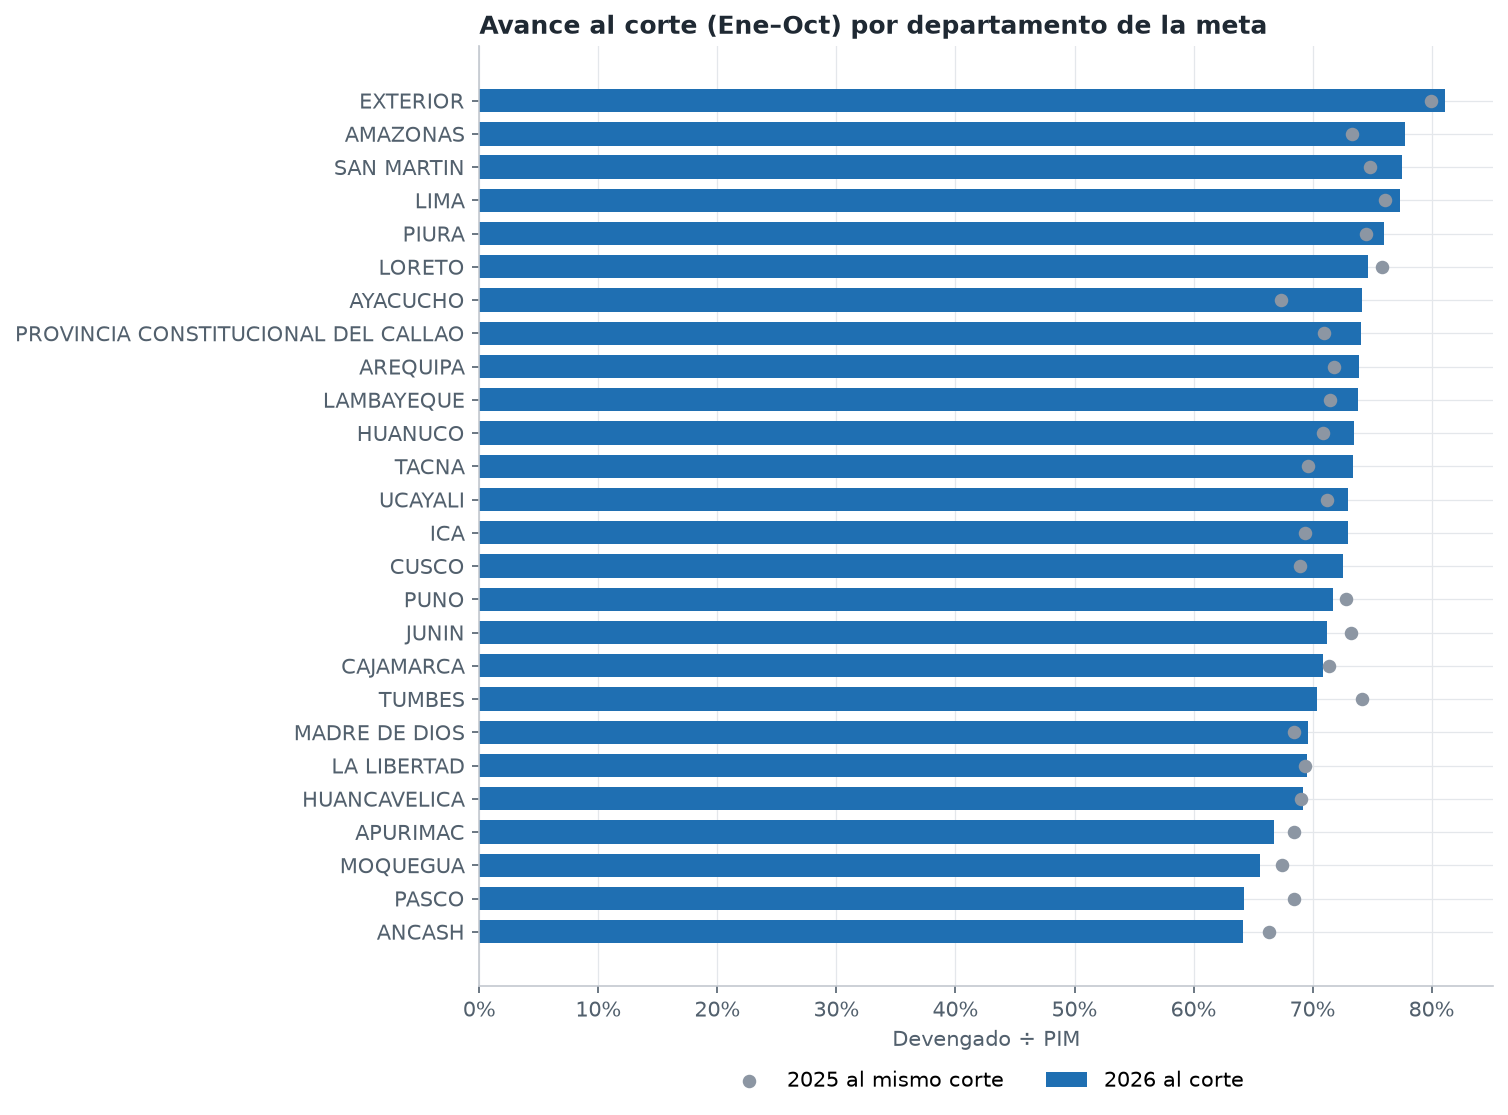 Avance al corte (Ene–Oct) por departamento de la meta
EXTERIOR
AMAZONAS
SAN MARTIN
LIMA
PIURA
LORETO
AYACUCHO
PROVINCIA CONSTITUCIONAL DEL CALLAO
AREQUIPA
LAMBAYEQUE
HUANUCO
TACNA
UCAYALI
ICA
CUSCO
PUNO
JUNIN
CAJAMARCA
TUMBES
MADRE DE DIOS
LA LIBERTAD
HUANCAVELICA
APURIMAC
MOQUEGUA
PASCO
ANCASH
0% 10% 20% 30% 40% 50% 60% 70% 80%
Devengado ÷ PIM
2025 al mismo corte 2026 al corte